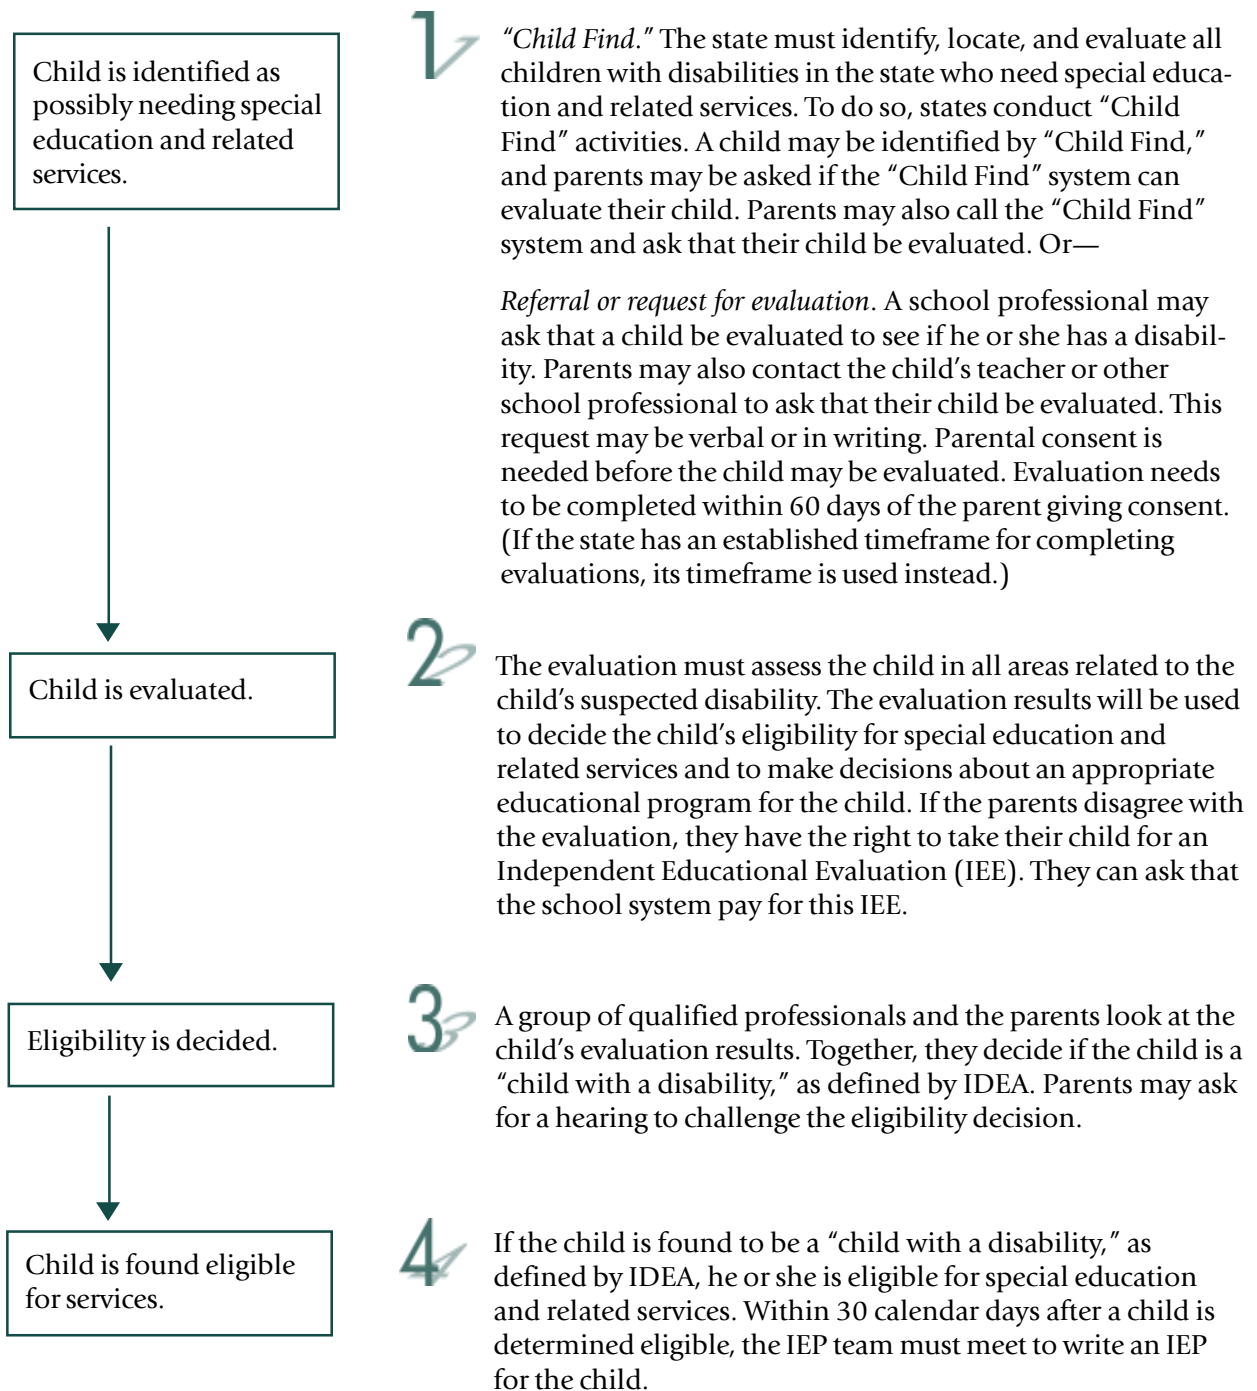 Child is identified as
possibly needing special
education and related
services.
1
“Child Find.” The state must identify, locate, and evaluate all
children with disabilities in the state who need special educa-
tion and related services. To do so, states conduct “Child
Find” activities. A child may be identified by “Child Find,”
and parents may be asked if the “Child Find” system can
evaluate their child. Parents may also call the “Child Find”
system and ask that their child be evaluated. Or—
Referral or request for evaluation. A school professional may
ask that a child be evaluated to see if he or she has a disabil-
ity. Parents may also contact the child’s teacher or other
school professional to ask that their child be evaluated. This
request may be verbal or in writing. Parental consent is
needed before the child may be evaluated. Evaluation needs
to be completed within 60 days of the parent giving consent.
(If the state has an established timeframe for completing
evaluations, its timeframe is used instead.)
Child is evaluated.
2
The evaluation must assess the child in all areas related to the
child’s suspected disability. The evaluation results will be used
to decide the child’s eligibility for special education and
related services and to make decisions about an appropriate
educational program for the child. If the parents disagree with
the evaluation, they have the right to take their child for an
Independent Educational Evaluation (IEE). They can ask that
the school system pay for this IEE.
Eligibility is decided.
3
A group of qualified professionals and the parents look at the
child’s evaluation results. Together, they decide if the child is a
“child with a disability,” as defined by IDEA. Parents may ask
for a hearing to challenge the eligibility decision.
Child is found eligible
for services.
4
If the child is found to be a “child with a disability,” as
defined by IDEA, he or she is eligible for special education
and related services. Within 30 calendar days after a child is
determined eligible, the IEP team must meet to write an IEP
for the child.